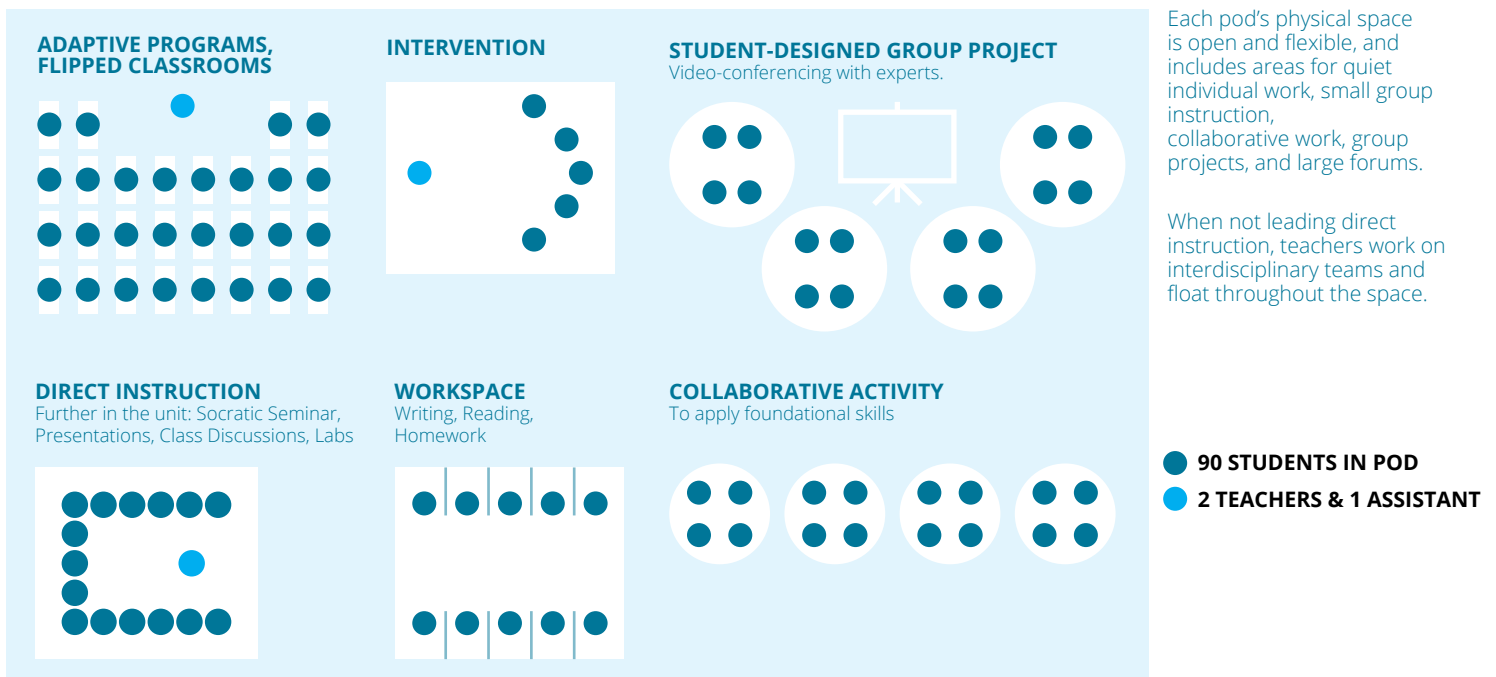 ADAPTIVE PROGRAMS,
FLIPPED CLASSROOMS
INTERVENTION
STUDENT-DESIGNED GROUP PROJECT
Video-conferencing with experts.
DIRECT INSTRUCTION
Further in the unit: Socratic Seminar,
Presentations, Class Discussions, Labs
WORKSPACE
Writing, Reading,
Homework
COLLABORATIVE ACTIVITY
To apply foundational skills
Each pod’s physical space
is open and flexible, and
includes areas for quiet
individual work, small group
instruction,
collaborative work, group
projects, and large forums.
When not leading direct
instruction, teachers work on
interdisciplinary teams and
float throughout the space.
90 STUDENTS IN POD
2 TEACHERS & 1 ASSISTANT